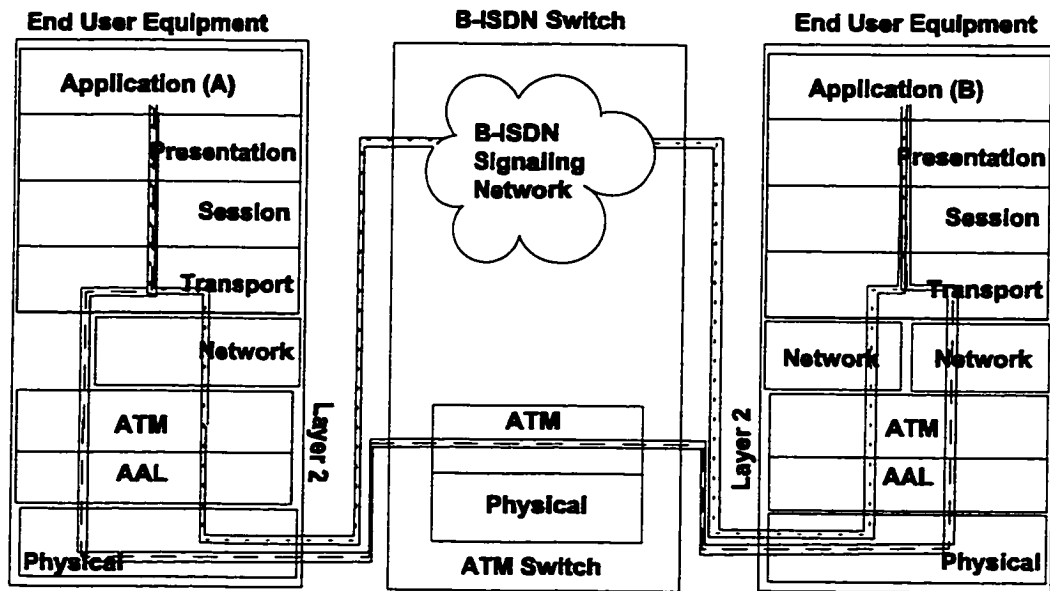 End User Equipment
Application (A)
Presentation
Session
Transport
Network
ATM
AAL
Physical
Layer 2
B-ISDN Switch
B-ISDN
Signaling
Network
ATM
Physical
ATM Switch
Layer 2
End User Equipment
Application (B)
Presentation
Session
Transport
Network
Network
ATM
AAL
Physical